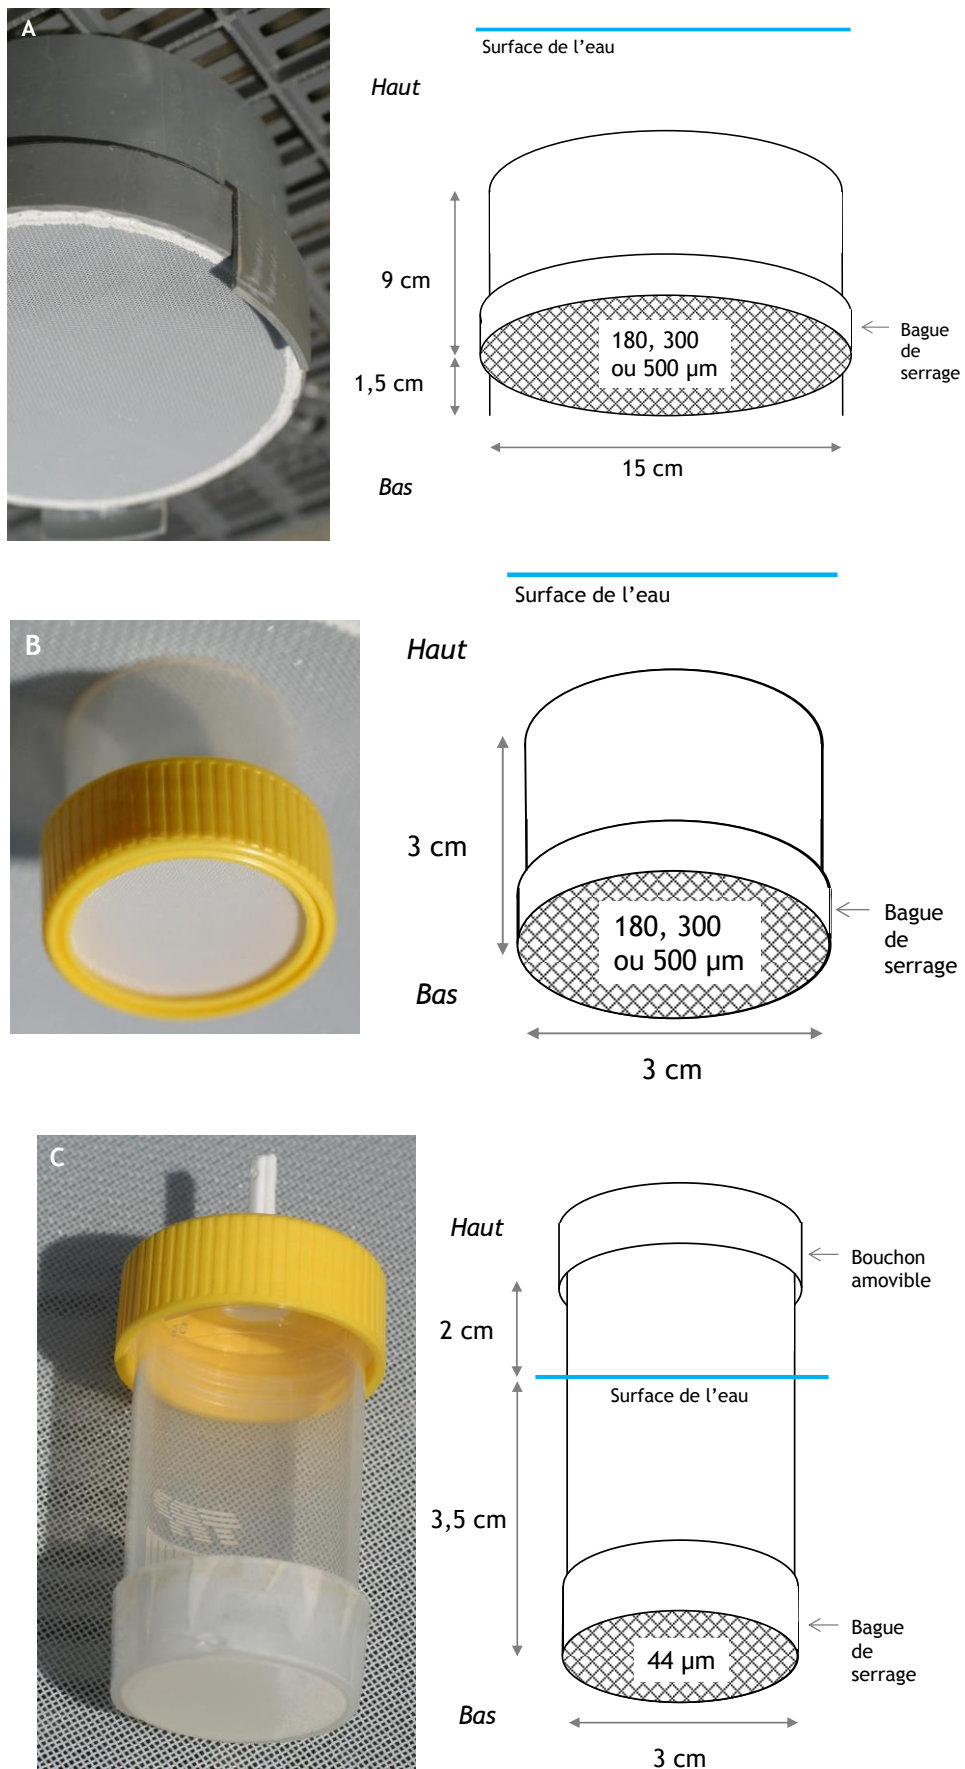 A
Surface de l'eau
Haut
9 cm
180, 300
ou 500 µm
Bague
de
serrage
1,5 cm
15 cm
Bas
Surface de l'eau
B
Haut
3 cm
180, 300
ou 500 µm
Bague
de
serrage
Bas
3 cm
C
Haut
Bouchon
amovible
2 cm
Surface de l'eau
3,5 cm
44 µm
Bague
de
serrage
Bas
3 cm